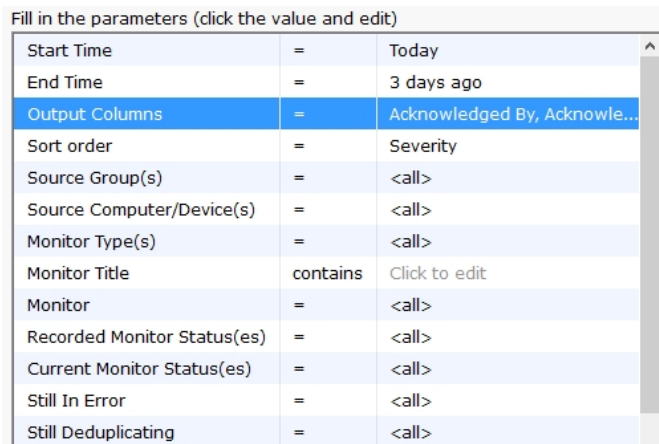 Fill in the parameters (click the value and edit)
Start Time = Today
End Time = 3 days ago
Output Columns = Acknowledged By, Acknowle...
Sort order = Severity
Source Group(s) = <all>
Source Computer/Device(s) = <all>
Monitor Type(s) = <all>
Monitor Title contains Click to edit
Monitor = <all>
Recorded Monitor Status(es) = <all>
Current Monitor Status(es) = <all>
Still In Error = <all>
Still Deduplicating = <all>